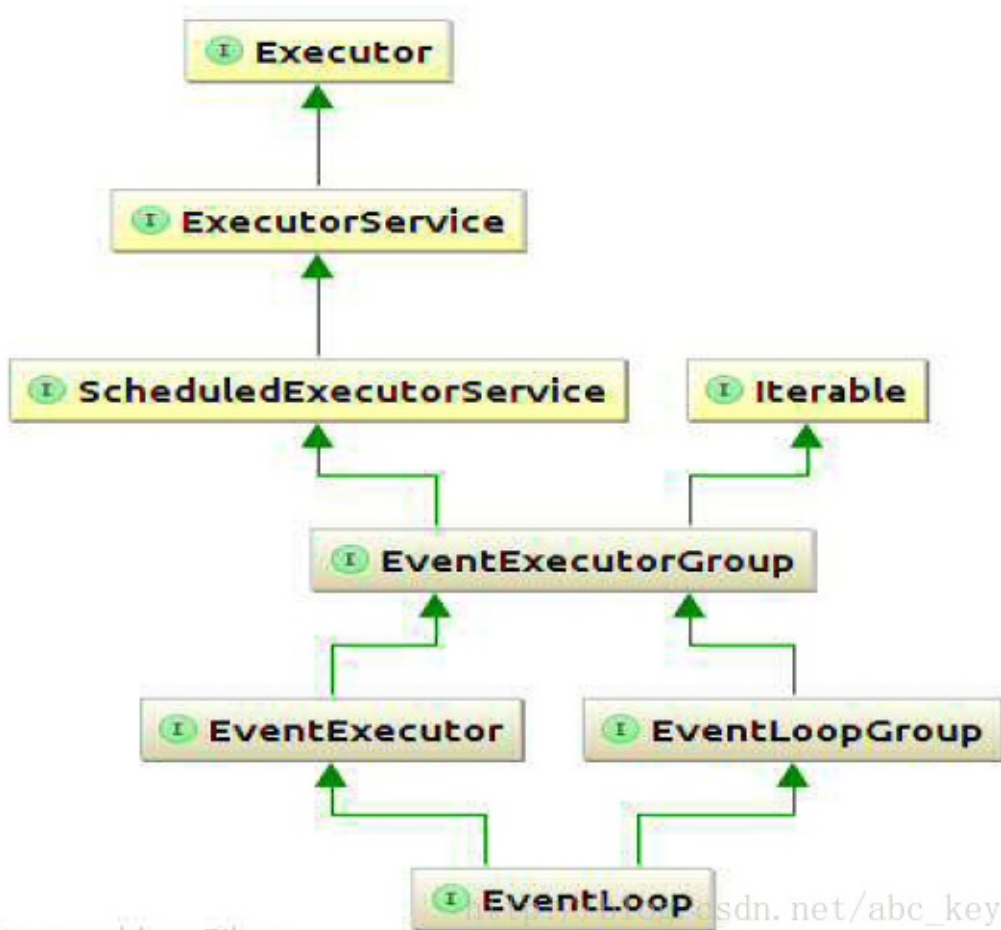 I Executor
I ExecutorService
I ScheduledExecutorService
I Iterable
I EventExecutorGroup
I EventExecutor
I EventLoopGroup
I EventLoop
csdn.net/abc_key